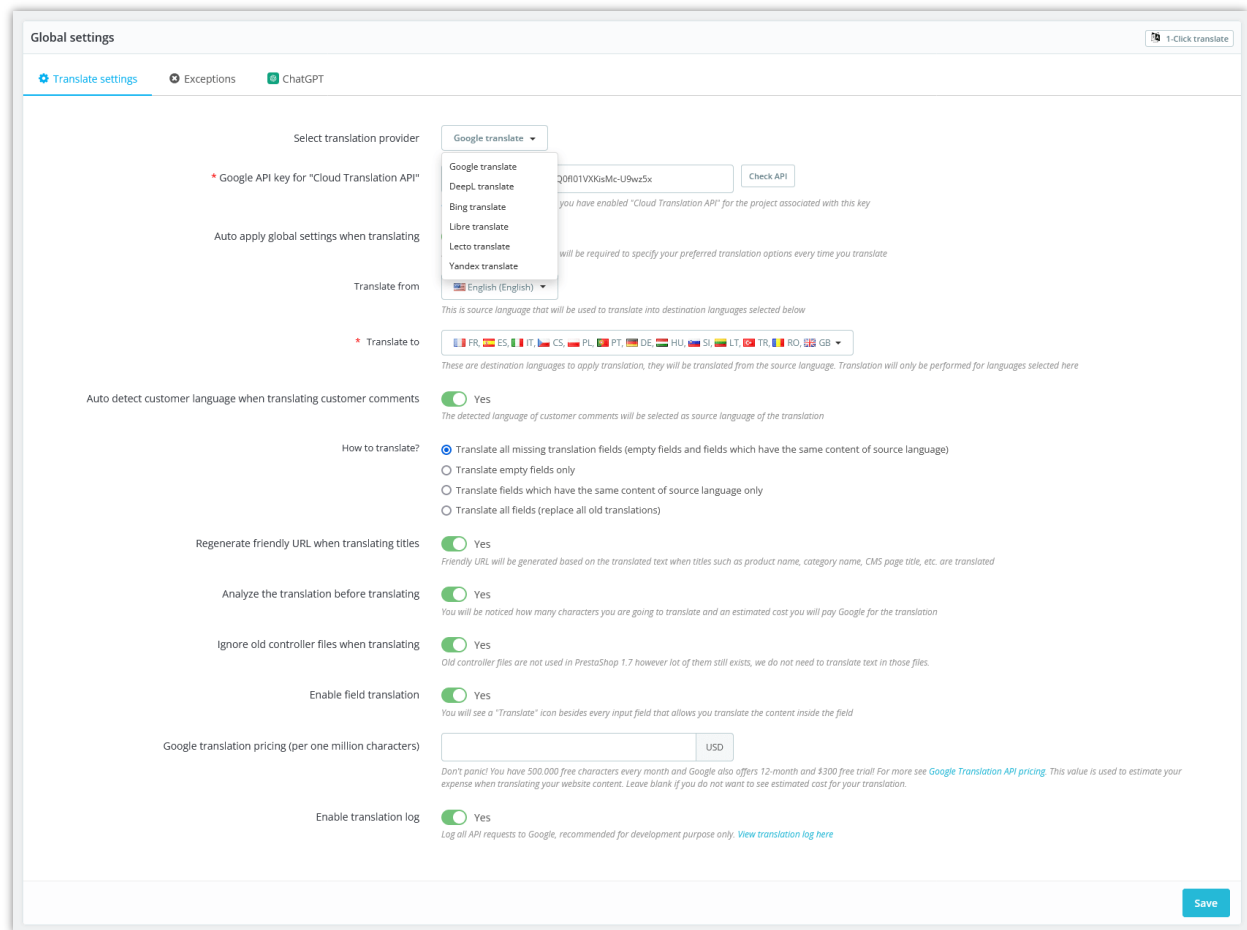 Global settings
1-Click translate
Translate settings
Exceptions
ChatGPT
Select translation provider
Google translate
Google translate
DeepL translate
Bing translate
Libre translate
Lecto translate
Yandex translate
* Google API key for "Cloud Translation API"
Q0fl01VXKisMc-U9wz5x
Check API
you have enabled "Cloud Translation API" for the project associated with this key
Auto apply global settings when translating
will be required to specify your preferred translation options every time you translate
Translate from
English (English)
This is source language that will be used to translate into destination languages selected below
* Translate to
FR, ES, IT, CS, PL, PT, DE, HU, SI, LT, TR, RO, GB
These are destination languages to apply translation, they will be translated from the source language. Translation will only be performed for languages selected here
Auto detect customer language when translating customer comments
Yes
The detected language of customer comments will be selected as source language of the translation
How to translate?
Translate all missing translation fields (empty fields and fields which have the same content of source language)
Translate empty fields only
Translate fields which have the same content of source language only
Translate all fields (replace all old translations)
Regenerate friendly URL when translating titles
Yes
Friendly URL will be generated based on the translated text when titles such as product name, category name, CMS page title, etc. are translated
Analyze the translation before translating
Yes
You will be noticed how many characters you are going to translate and an estimated cost you will pay Google for the translation
Ignore old controller files when translating
Yes
Old controller files are not used in PrestaShop 1.7 however lot of them still exists, we do not need to translate text in those files.
Enable field translation
Yes
You will see a "Translate" icon besides every input field that allows you translate the content inside the field
Google translation pricing (per one million characters)
USD
Don't panic! You have 500.000 free characters every month and Google also offers 12-month and $300 free trial! For more see Google Translation API pricing. This value is used to estimate your
expense when translating your website content. Leave blank if you do not want to see estimated cost for your translation.
Enable translation log
Yes
Log all API requests to Google, recommended for development purpose only. View translation log here
Save